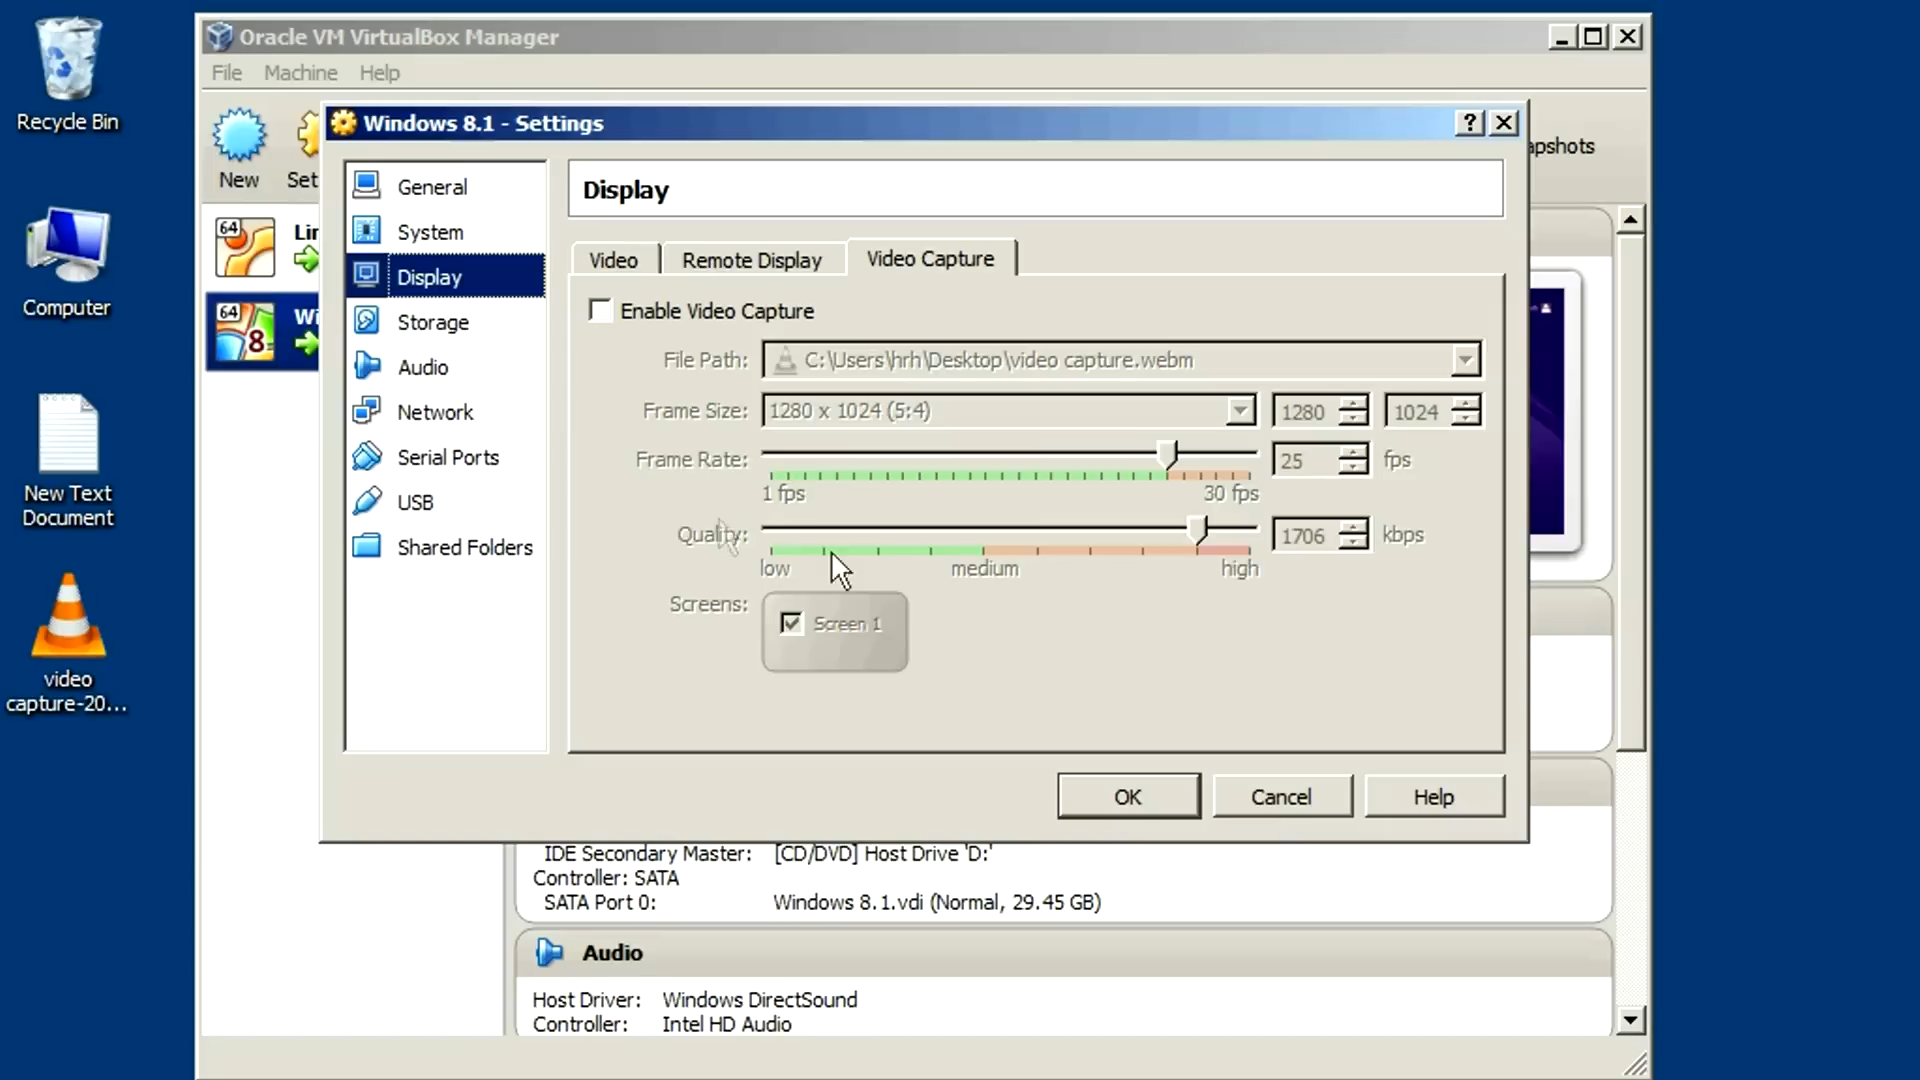 Recycle Bin
Computer
New Text
Document
video
capture-20...
Oracle VM VirtualBox Manager
File Machine Help
New Set
apshots
64 Lin
64 8 Wi
Windows 8.1 - Settings
General
System
Display
Storage
Audio
Network
Serial Ports
USB
Shared Folders
Display
Video Remote Display Video Capture
Enable Video Capture
File Path: C:\Users\hrh\Desktop\video capture.webm
Frame Size: 1280 x 1024 (5:4) 1280 1024
Frame Rate: 25 fps
1 fps 30 fps
Quality: 1706 kbps
low medium high
Screens: Screen 1
OK Cancel Help
IDE Secondary Master: [CD/DVD] Host Drive 'D:'
Controller: SATA
SATA Port 0: Windows 8.1.vdi (Normal, 29.45 GB)
Audio
Host Driver: Windows DirectSound
Controller: Intel HD Audio